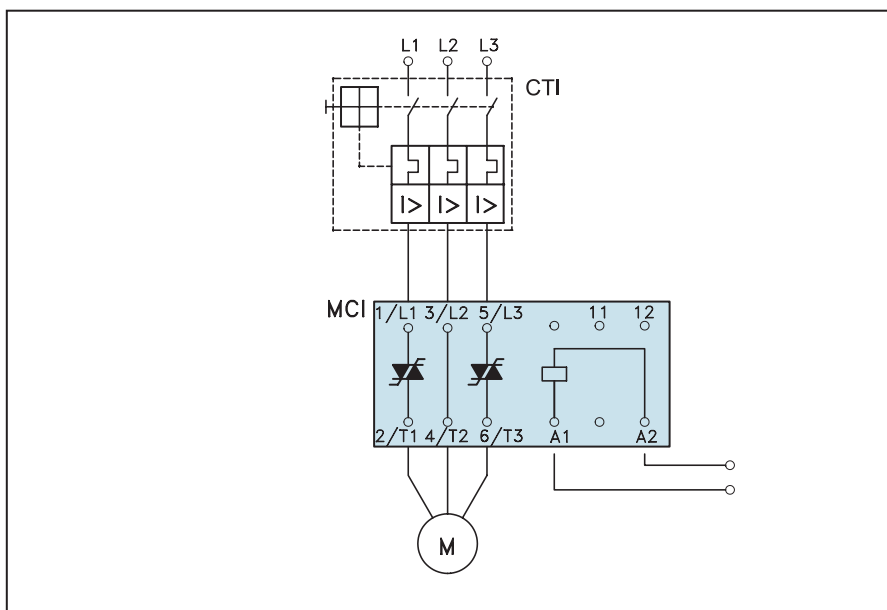 L1 L2 L3
CTI
I> I> I>
MCI
1/L1 3/L2 5/L3 11 12
2/T1 4/T2 6/T3 A1 A2
M